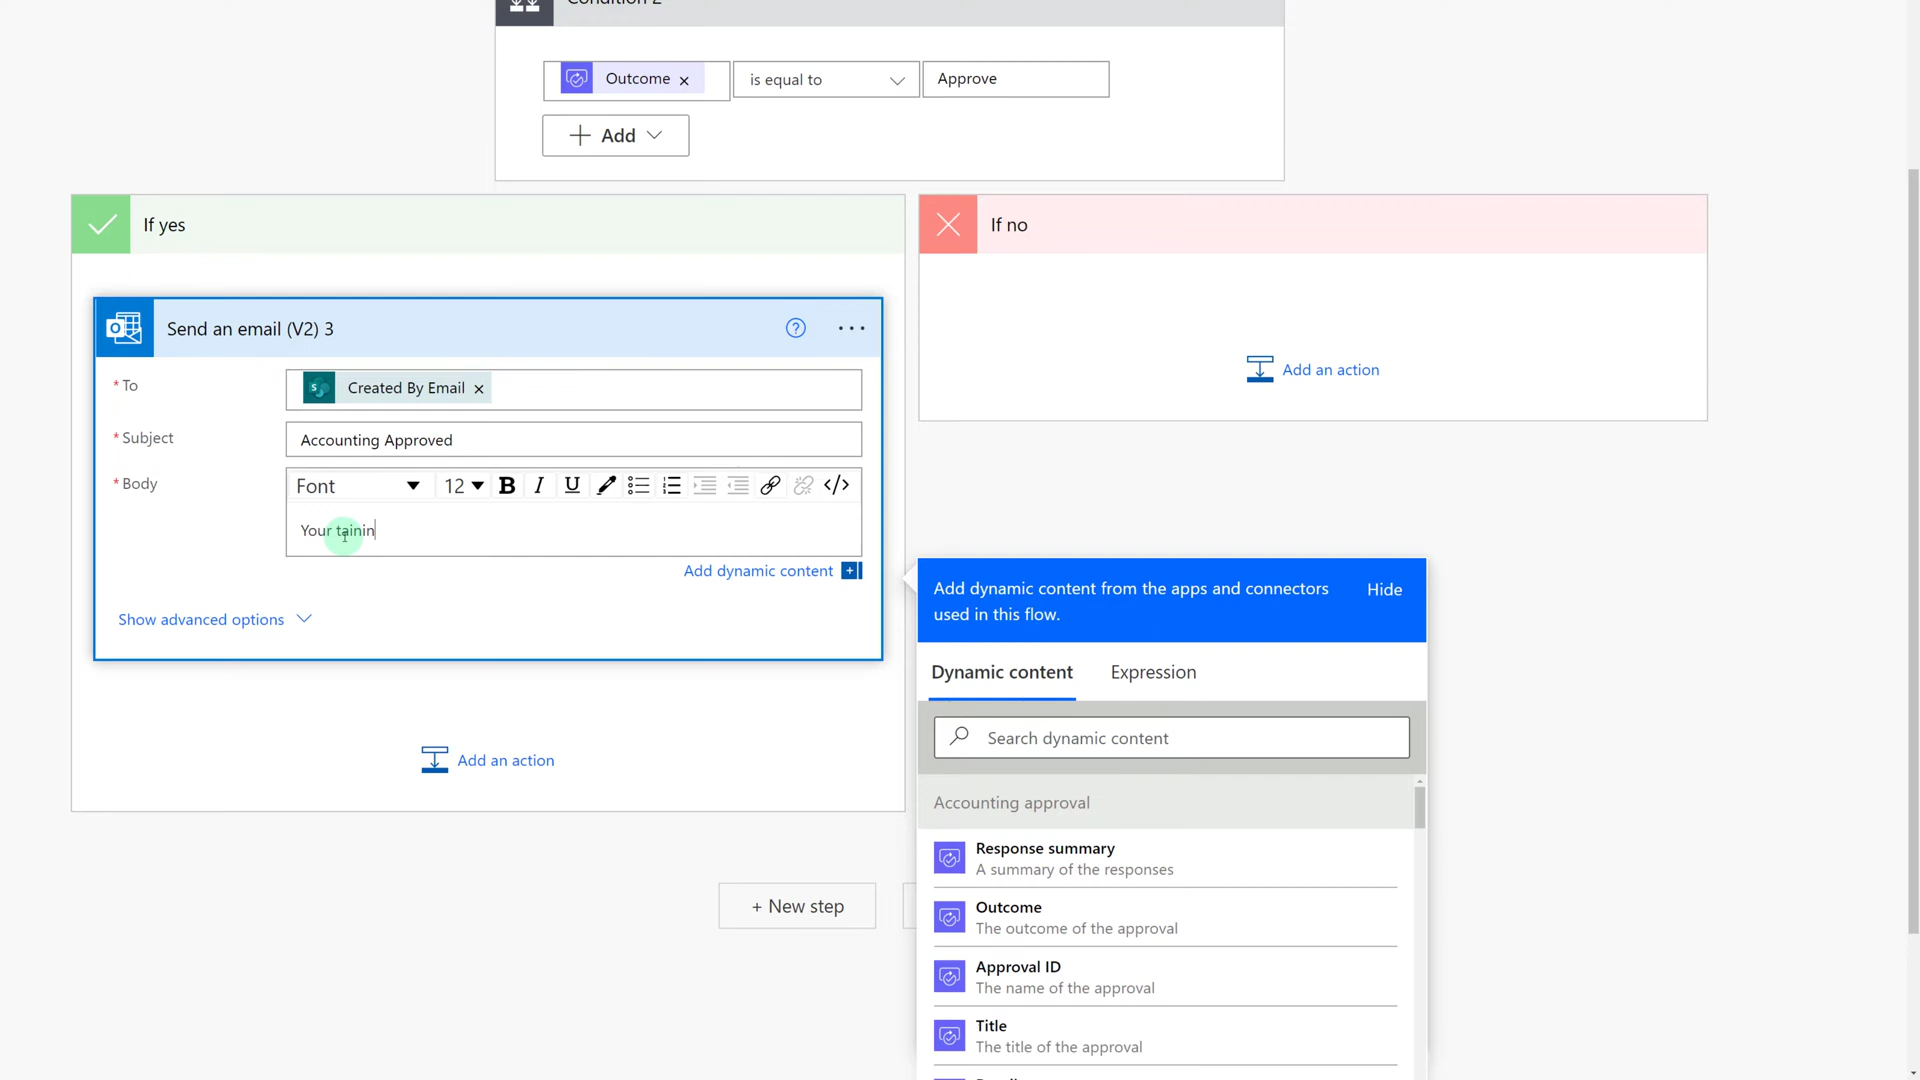 Condition 2
Outcome × is equal to Approve
+ Add
If yes
If no
Send an email (V2) 3
Add an action
* To Created By Email ×
* Subject Accounting Approved
* Body Font 12 B I U </>
Your tainin
Add dynamic content +
Show advanced options
Add an action
+ New step
Add dynamic content from the apps and connectors
used in this flow.
Hide
Dynamic content Expression
Search dynamic content
Accounting approval
Response summary
A summary of the responses
Outcome
The outcome of the approval
Approval ID
The name of the approval
Title
The title of the approval